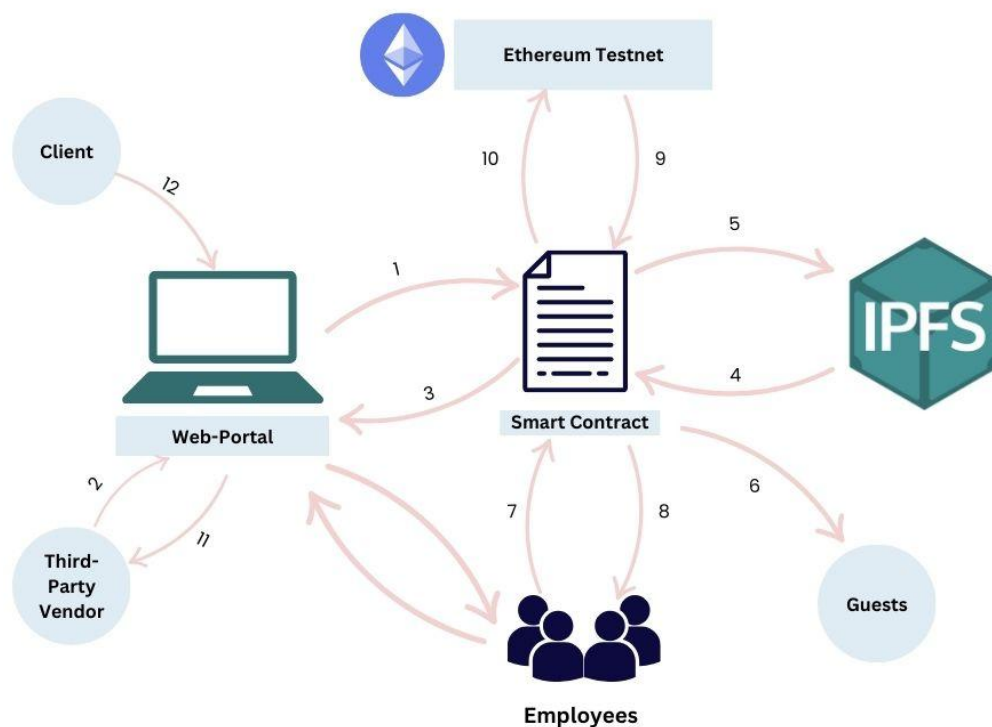 Ethereum Testnet
Client
12
10
9
1
5
IPFS
3
4
Web-Portal
Smart Contract
2
11
7
8
6
Third-
Party
Vendor
Guests
Employees